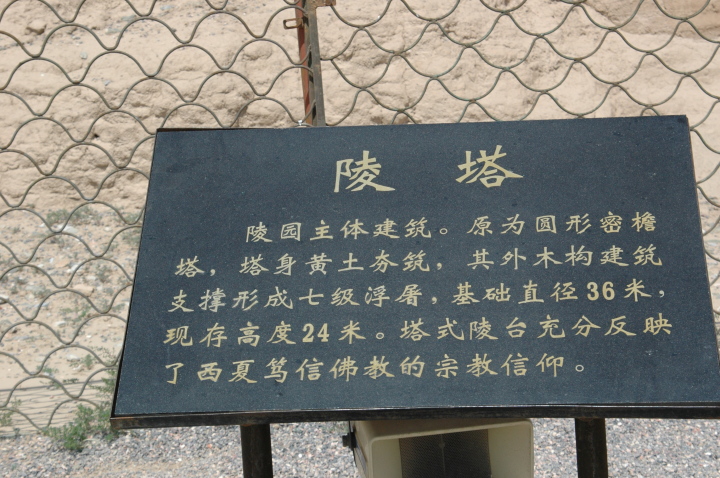 陵 塔
陵园主体建筑。原为圆形密檐
塔，塔身黄土夯筑，其外木构建筑
支撑形成七级浮屠，基础直径36米，
现存高度24米。塔式陵台充分反映
了西夏笃信佛教的宗教信仰。